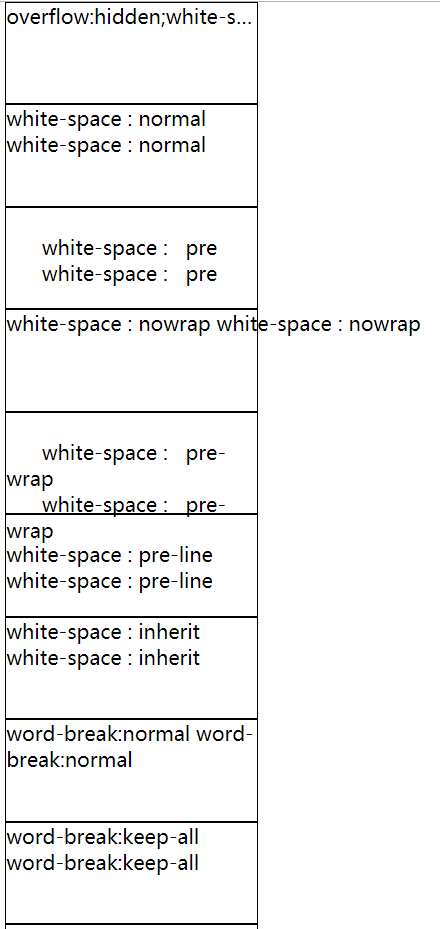 overflow:hidden;white-s...
white-space : normal
white-space : normal
white-space :   pre
white-space :   pre
white-space : nowrap white-space : nowrap
white-space :   pre-
wrap
white-space :   pre-
wrap
white-space : pre-line
white-space : pre-line
white-space : inherit
white-space : inherit
word-break:normal word-
break:normal
word-break:keep-all
word-break:keep-all